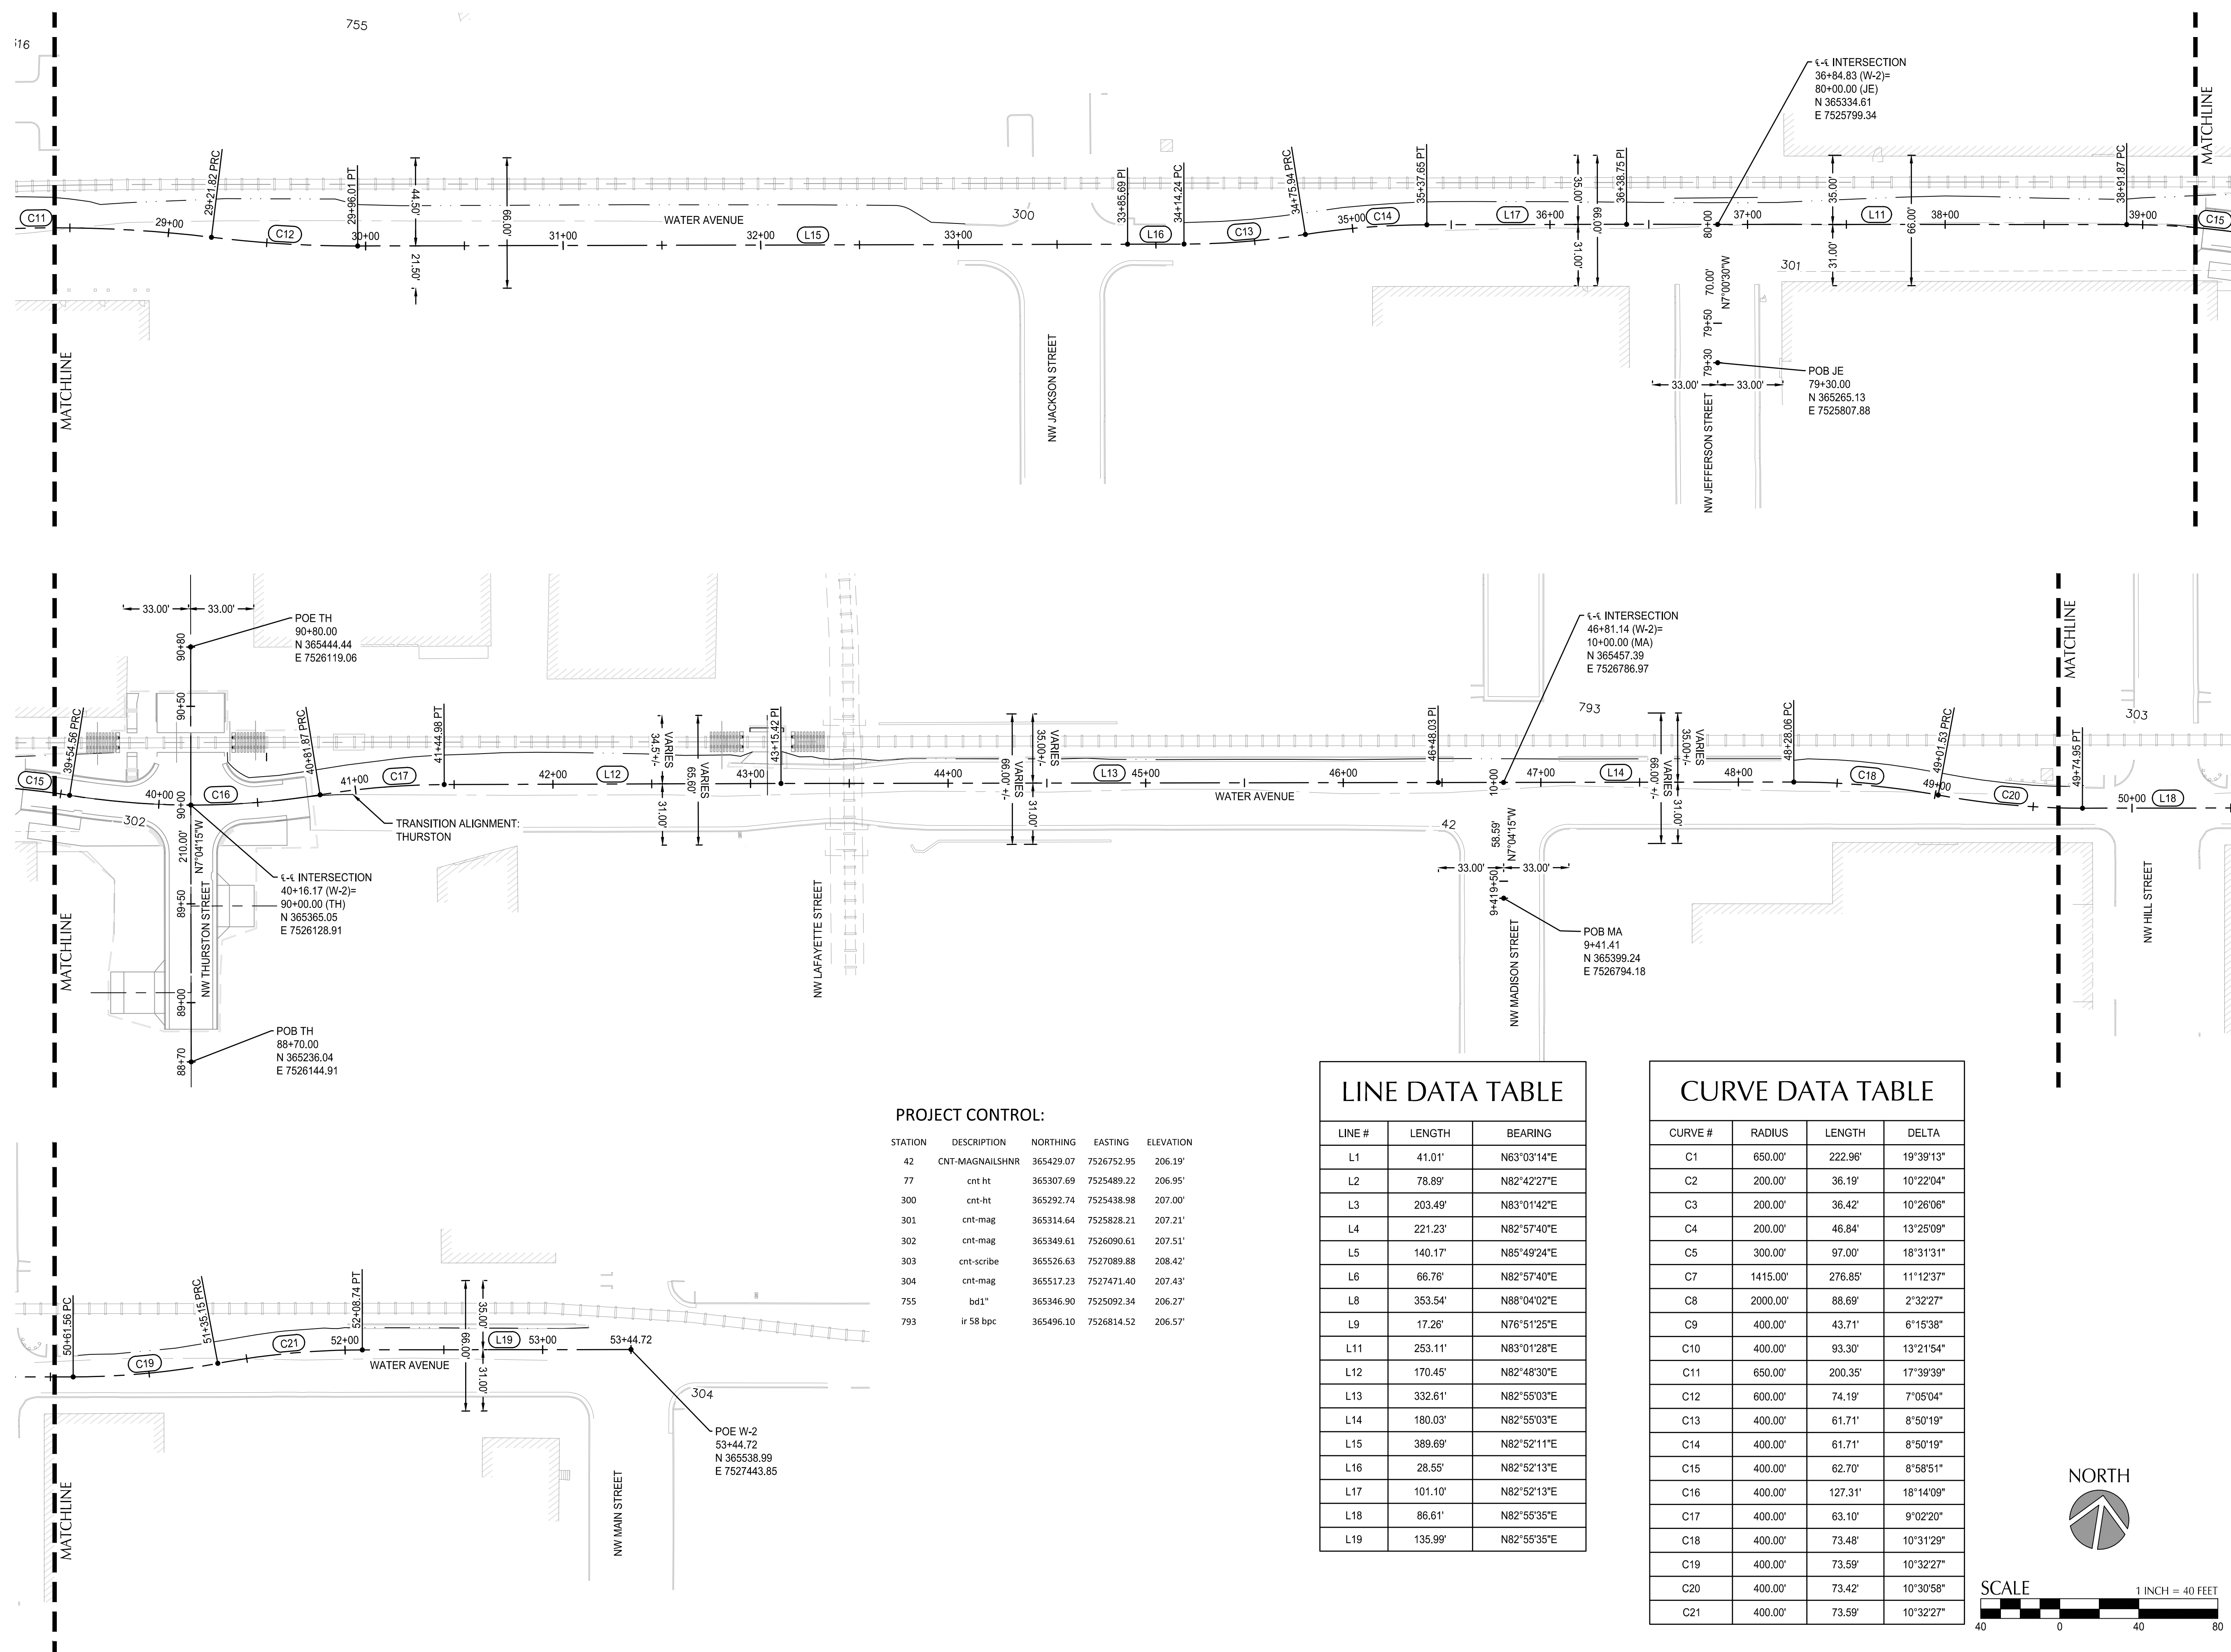 755
516
MATCHLINE
C11
29+00
29+21.82 PRC
C12
29+96.01 PT
30+00
44.50'
21.50'
66.00'
31+00
WATER AVENUE
32+00
L15
33+00
300
NW JACKSON STREET
33+85.69 PI
L16
34+14.24 PC
C13
34+75.94 PRC
35+00
C14
35+37.65 PT
L17
36+00
35.00'
31.00'
66.00'
36+38.75 PI
℄-℄ INTERSECTION
36+84.83 (W-2)=
80+00.00 (JE)
N 365334.61
E 7525799.34
80+00
37+00
70.00'
N7°00'30"W
79+50
79+30
33.00'
33.00'
NW JEFFERSON STREET
POB JE
79+30.00
N 365265.13
E 7525807.88
301
35.00'
31.00'
L11
66.00'
38+00
38+91.87 PC
39+00
C15
MATCHLINE
33.00'
33.00'
POE TH
90+80.00
N 365444.44
E 7526119.06
90+80
90+50
C15
39+54.56 PRC
40+00
90+00
C16
302
40+81.87 PRC
41+00
C17
TRANSITION ALIGNMENT:
THURSTON
210.00'
N7°04'15"W
℄-℄ INTERSECTION
40+16.17 (W-2)=
90+00.00 (TH)
N 365365.05
E 7526128.91
89+50
NW THURSTON STREET
89+00
88+70
POB TH
88+70.00
N 365236.04
E 7526144.91
MATCHLINE
41+44.98 PT
42+00
L12
VARIES
34.5'+/-
31.00'
VARIES
65.60'
43+00
43+15.42 PI
NW LAFAYETTE STREET
44+00
VARIES
66.00' +/-
VARIES
35.00+/-
31.00'
L13
45+00
WATER AVENUE
46+00
46+48.03 PI
℄-℄ INTERSECTION
46+81.14 (W-2)=
10+00.00 (MA)
N 365457.39
E 7526786.97
793
42
10+00
47+00
58.59'
N7°04'15"W
33.00'
33.00'
9+419+50
NW MADISON STREET
POB MA
9+41.41
N 365399.24
E 7526794.18
L14
VARIES
66.00' +/-
VARIES
35.00+/-
31.00'
48+00
48+28.06 PC
C18
49+01.53 PRC
49+00
C20
MATCHLINE
49+74.95 PT
303
50+00
L18
NW HILL STREET
50+61.56 PC
C19
51+35.15 PRC
C21
52+00
52+08.74 PT
WATER AVENUE
66.00'
35.00'
31.00'
L19
53+00
53+44.72
304
POE W-2
53+44.72
N 365538.99
E 7527443.85
NW MAIN STREET
MATCHLINE
PROJECT CONTROL:
STATION DESCRIPTION NORTHING EASTING ELEVATION
42 CNT-MAGNAILSHNR 365429.07 7526752.95 206.19'
77 cnt ht 365307.69 7525489.22 206.95'
300 cnt-ht 365292.74 7525438.98 207.00'
301 cnt-mag 365314.64 7525828.21 207.21'
302 cnt-mag 365349.61 7526090.61 207.51'
303 cnt-scribe 365526.63 7527089.88 208.42'
304 cnt-mag 365517.23 7527471.40 207.43'
755 bd1" 365346.90 7525092.34 206.27'
793 ir 58 bpc 365496.10 7526814.52 206.57'
LINE DATA TABLE
LINE # LENGTH BEARING
L1 41.01' N63°03'14"E
L2 78.89' N82°42'27"E
L3 203.49' N83°01'42"E
L4 221.23' N82°57'40"E
L5 140.17' N85°49'24"E
L6 66.76' N82°57'40"E
L8 353.54' N88°04'02"E
L9 17.26' N76°51'25"E
L11 253.11' N83°01'28"E
L12 170.45' N82°48'30"E
L13 332.61' N82°55'03"E
L14 180.03' N82°55'03"E
L15 389.69' N82°52'11"E
L16 28.55' N82°52'13"E
L17 101.10' N82°52'13"E
L18 86.61' N82°55'35"E
L19 135.99' N82°55'35"E
CURVE DATA TABLE
CURVE # RADIUS LENGTH DELTA
C1 650.00' 222.96' 19°39'13"
C2 200.00' 36.19' 10°22'04"
C3 200.00' 36.42' 10°26'06"
C4 200.00' 46.84' 13°25'09"
C5 300.00' 97.00' 18°31'31"
C7 1415.00' 276.85' 11°12'37"
C8 2000.00' 88.69' 2°32'27"
C9 400.00' 43.71' 6°15'38"
C10 400.00' 93.30' 13°21'54"
C11 650.00' 200.35' 17°39'39"
C12 600.00' 74.19' 7°05'04"
C13 400.00' 61.71' 8°50'19"
C14 400.00' 61.71' 8°50'19"
C15 400.00' 62.70' 8°58'51"
C16 400.00' 127.31' 18°14'09"
C17 400.00' 63.10' 9°02'20"
C18 400.00' 73.48' 10°31'29"
C19 400.00' 73.59' 10°32'27"
C20 400.00' 73.42' 10°30'58"
C21 400.00' 73.59' 10°32'27"
NORTH
SCALE
1 INCH = 40 FEET
40 0 40 80